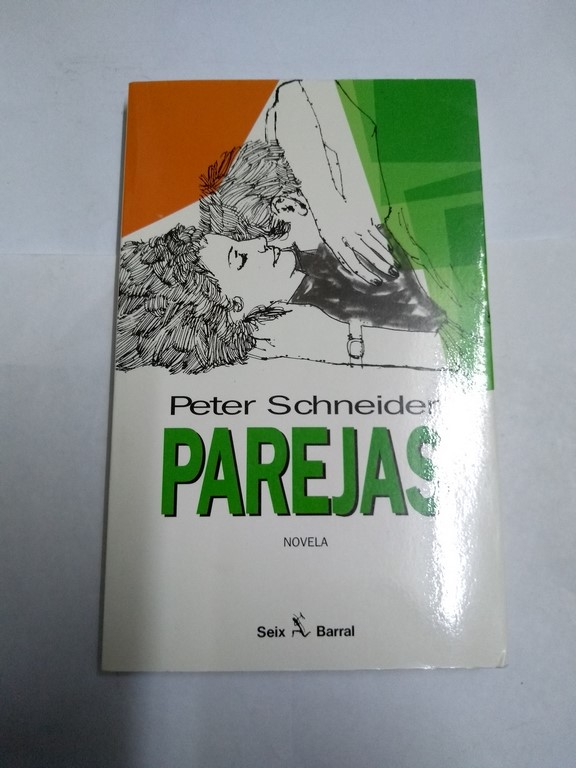 Peter Schneider
PAREJAS
NOVELA
Seix Barral